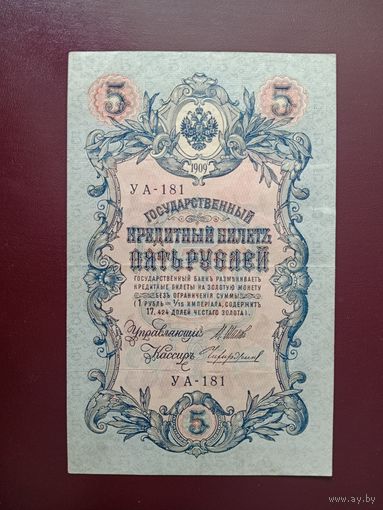 5 5
1909
УА-181
ГОСУДАРСТВЕННЫЙ
КРЕДИТНЫЙ БИЛЕТЪ
ПЯТЬ РУБЛЕЙ
ГОСУДАРСТВЕННЫЙ БАНКЪ РАЗМѢНИВАЕТЪ
КРЕДИТНЫЕ БИЛЕТЫ НА ЗОЛОТУЮ МОНЕТУ
БЕЗЪ ОГРАНИЧЕНІЯ СУММЫ
(1 РУБЛЬ = 1/15 ИМПЕРІАЛА, СОДЕРЖИТЪ
17,424 ДОЛЕЙ ЧИСТАГО ЗОЛОТА).
Управляющій
Кассиръ
УА-181
5
www.ay.by